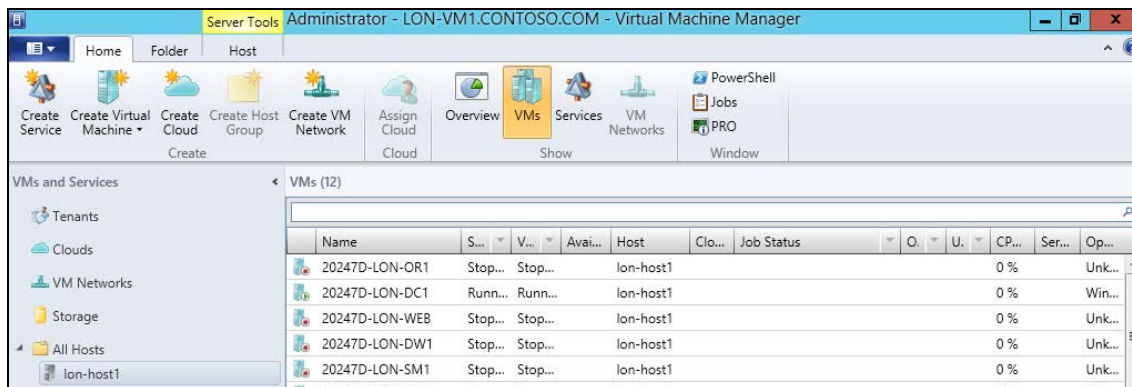 Server Tools Administrator - LON-VM1.CONTOSO.COM - Virtual Machine Manager
Home Folder Host
Create Service
Create Virtual Machine
Create Cloud
Create Host Group
Create VM Network
Assign Cloud
Overview
VMs
Services
VM Networks
PowerShell
Jobs
PRO
Create Cloud Show Window
VMs and Services
Tenants
Clouds
VM Networks
Storage
All Hosts
lon-host1
VMs (12)
Name S... V... Avai... Host Clo... Job Status O. U. CP... Ser... Op...
20247D-LON-OR1 Stop... Stop... lon-host1 0 % Unk...
20247D-LON-DC1 Runn... Runn... lon-host1 0 % Win...
20247D-LON-WEB Stop... Stop... lon-host1 0 % Unk...
20247D-LON-DW1 Stop... Stop... lon-host1 0 % Unk...
20247D-LON-SM1 Stop... Stop... lon-host1 0 % Unk...